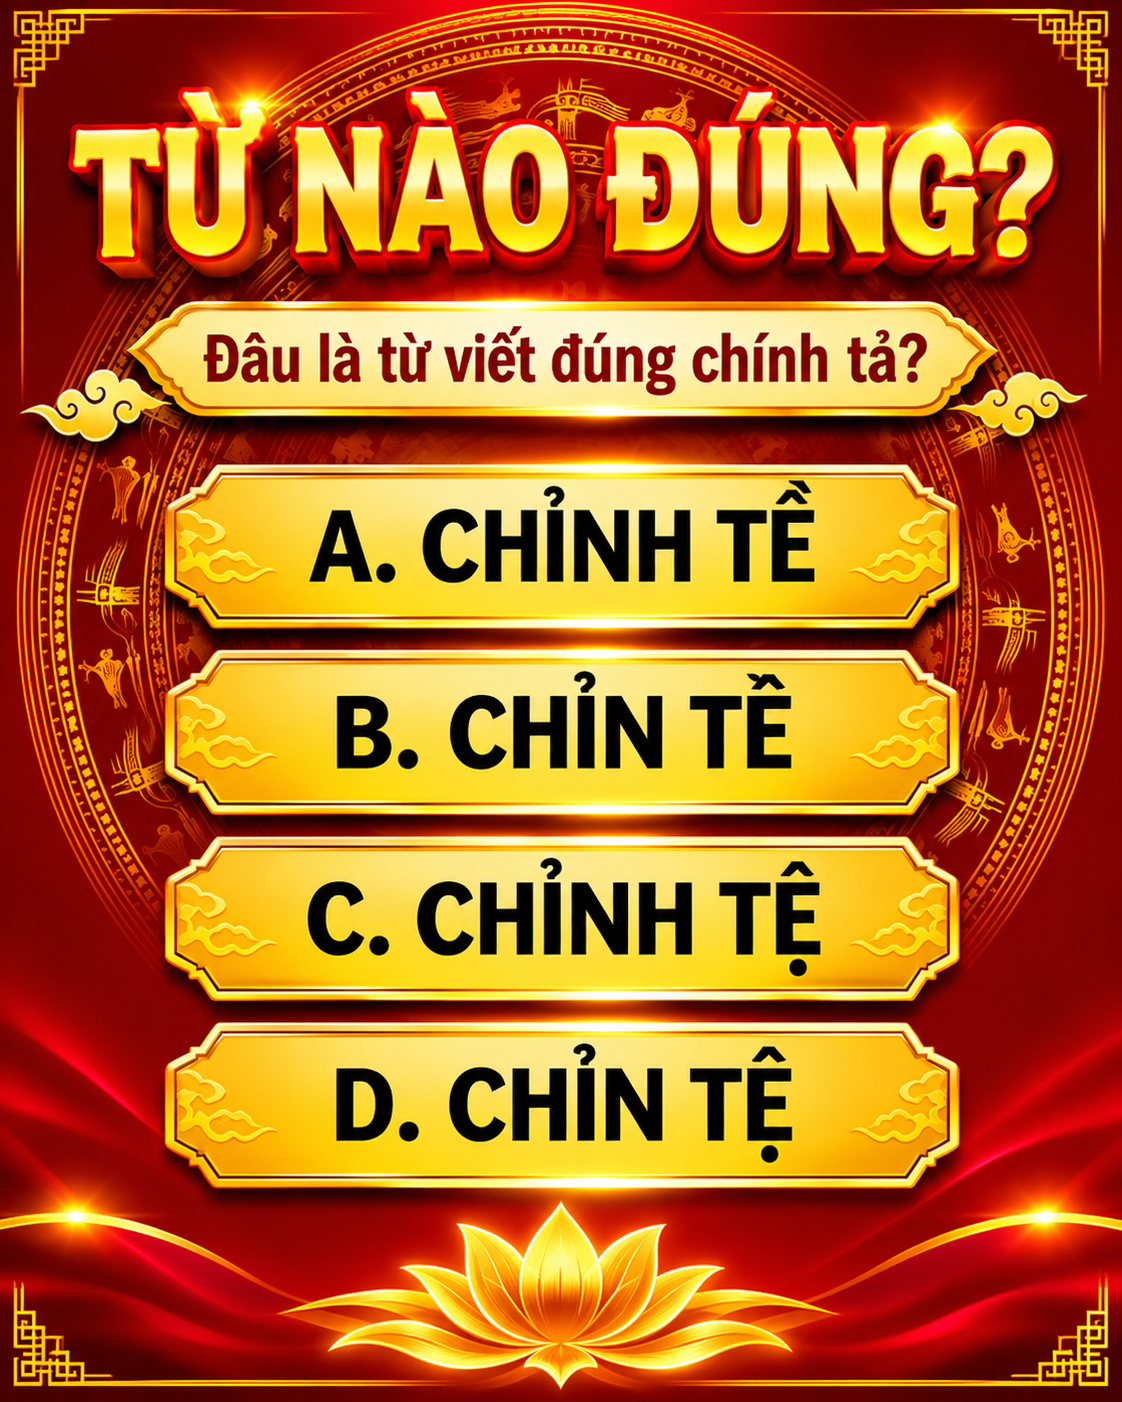 TỪ NÀO ĐÚNG?
Đâu là từ viết đúng chính tả?
A. CHỈNH TỀ
B. CHỈN TỀ
C. CHỈNH TỆ
D. CHỈN TỆ